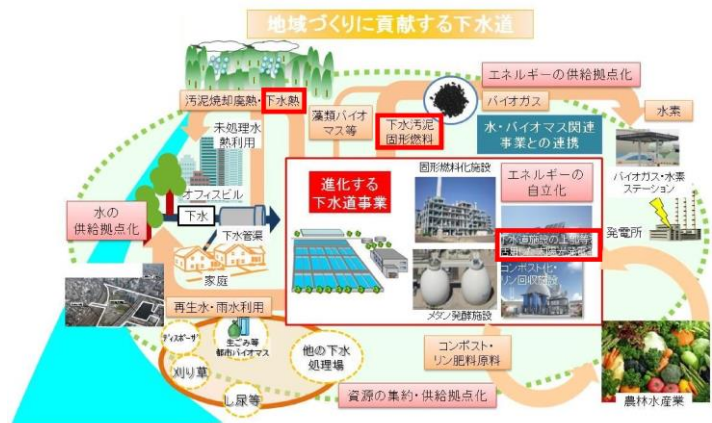 地域づくりに貢献する下水道
エネルギーの供給拠点化
汚泥焼却廃熱・下水熱
藻類バイオ
マス等
下水汚泥
固形燃料
バイオガス
水素
水・バイオマス関連
事業との連携
未処理水
熱利用
オフィスビル
進化する
下水道事業
固形燃料化施設
エネルギーの
自立化
バイオガス・水素
ステーション
水の
供給拠点化
下水
下水管渠
下水道施設の上部等
発電所
家庭
コンポスト化・
リン回収施設
メタン発酵施設
再生水・雨水利用
ディスポーザ
生ごみ等
都市バイオマス
他の下水
処理場
刈り草
し尿等
コンポスト・
リン肥料原料
資源の集約・供給拠点化
農林水産業